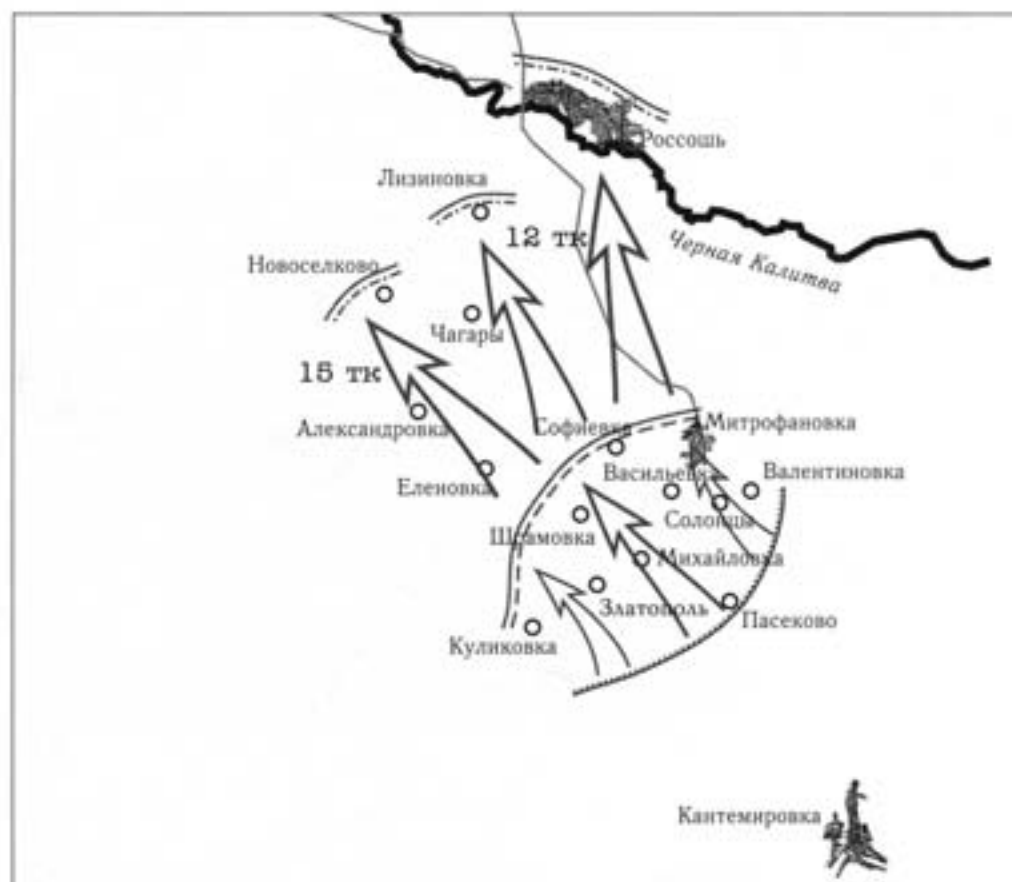 Россошь
Лизиновка
12 тк
Черная Калитва
Новоселково
Чагары
15 тк
Александровка
Софиевка
Митрофановка
Еленовка
Васильевка
Валентиновка
Солонцы
Шрамовка
Михайловка
Златополь
Пасеково
Куликовка
Кантемировка